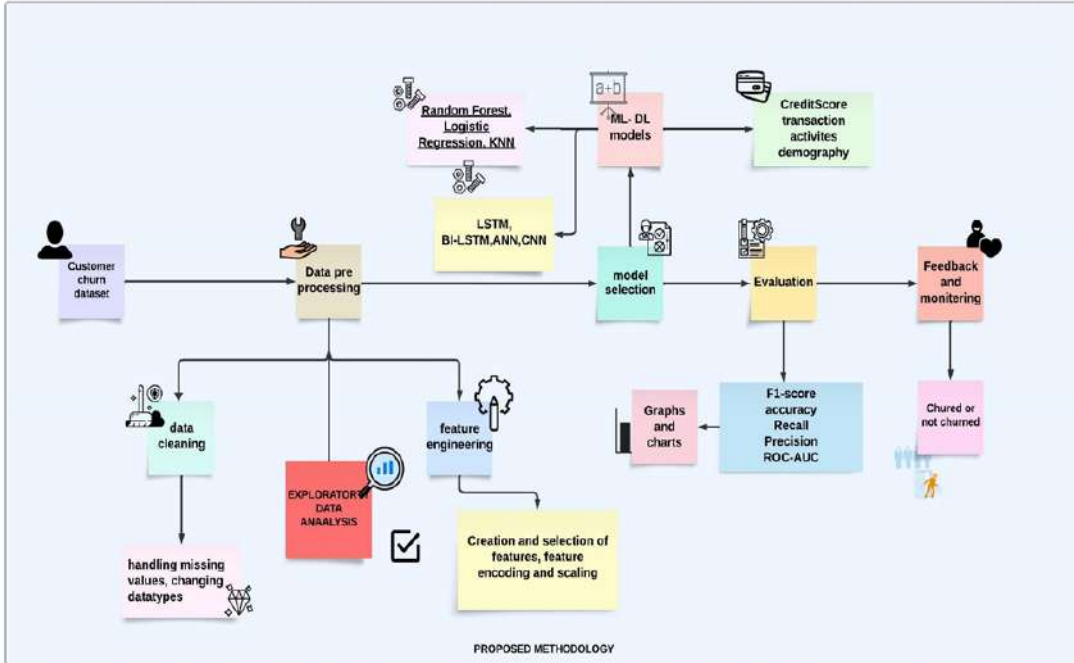 a+b
ML- DL
models
Random Forest,
Logistic
Regression, KNN
CreditScore
transaction
activites
demography
LSTM,
BI-LSTM,ANN,CNN
Customer
churn
dataset
Data pre
processing
model
selection
Evaluation
Feedback
and
monitering
data
cleaning
feature
engineering
Graphs
and
charts
F1-score
accuracy
Recall
Precision
ROC-AUC
Chured or
not churned
EXPLORATOR
DATA
ANAALYSIS
handling missing
values, changing
datatypes
Creation and selection of
features, feature
encoding and scaling
PROPOSED METHODOLOGY